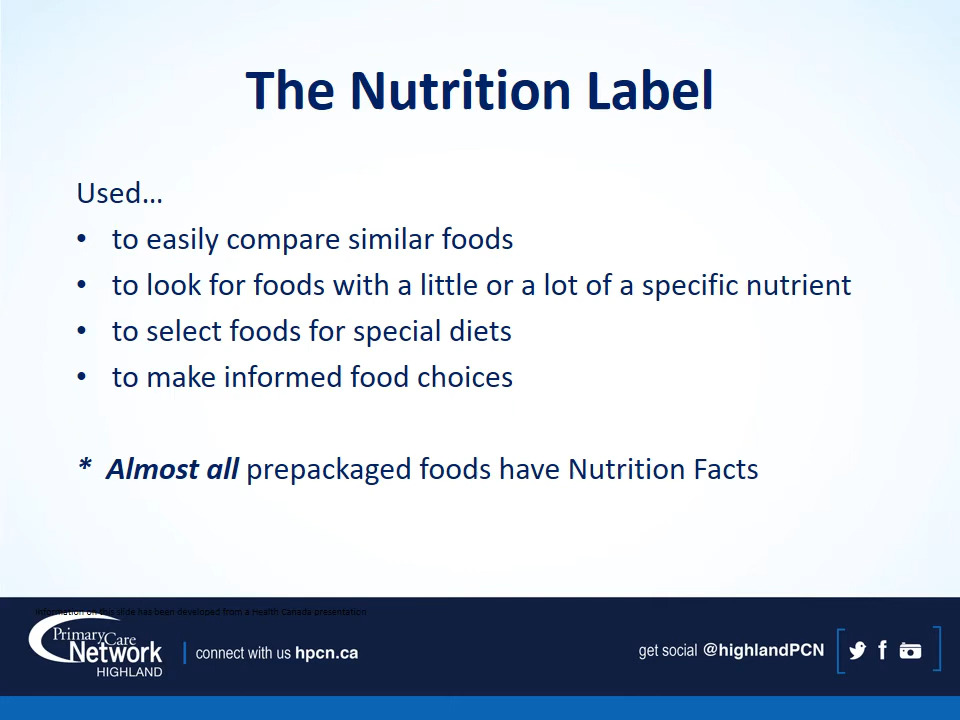 The Nutrition Label
Used…
• to easily compare similar foods
• to look for foods with a little or a lot of a specific nutrient
• to select foods for special diets
• to make informed food choices
* Almost all prepackaged foods have Nutrition Facts
Information on this slide has been developed from a Health Canada presentation
PrimaryCare
Network
HIGHLAND
connect with us hpcn.ca
get social @highlandPCN